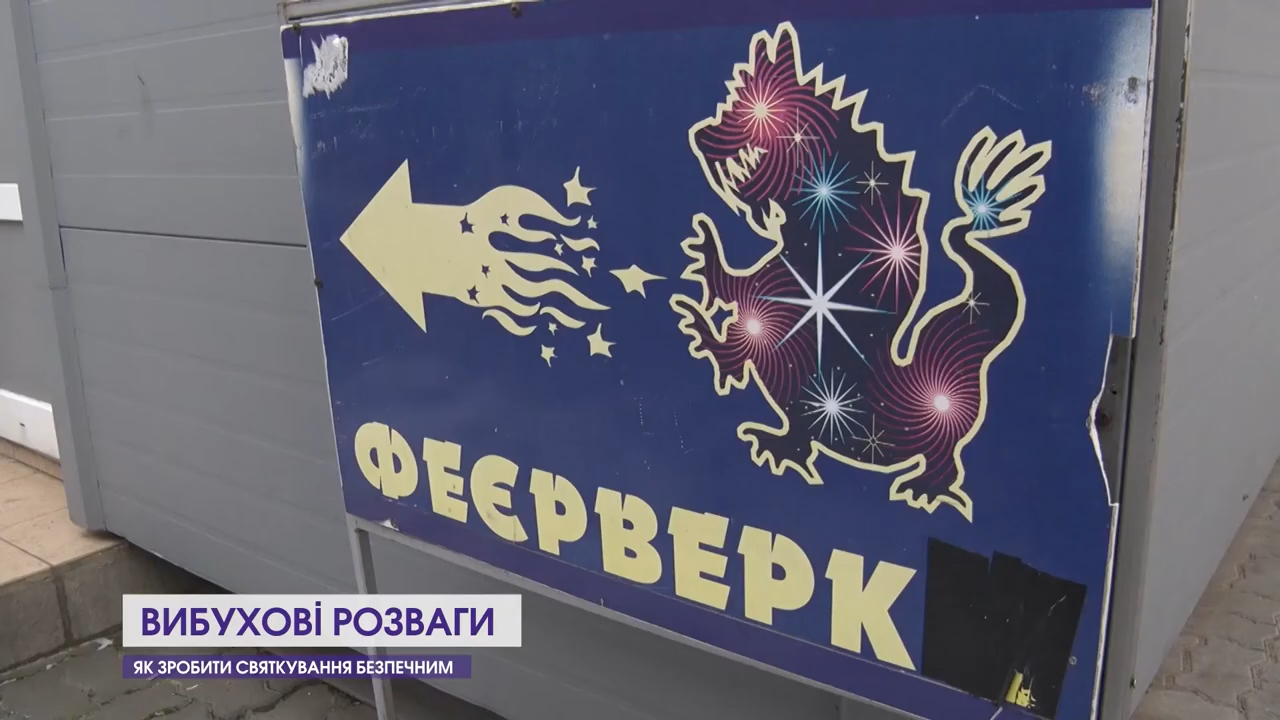 ФЕЄРВЕРК
ВИБУХОВі РОЗВАГИ
ЯК ЗРОБИТИ СВЯТКУВАННЯ БЕЗПЕЧНИМ